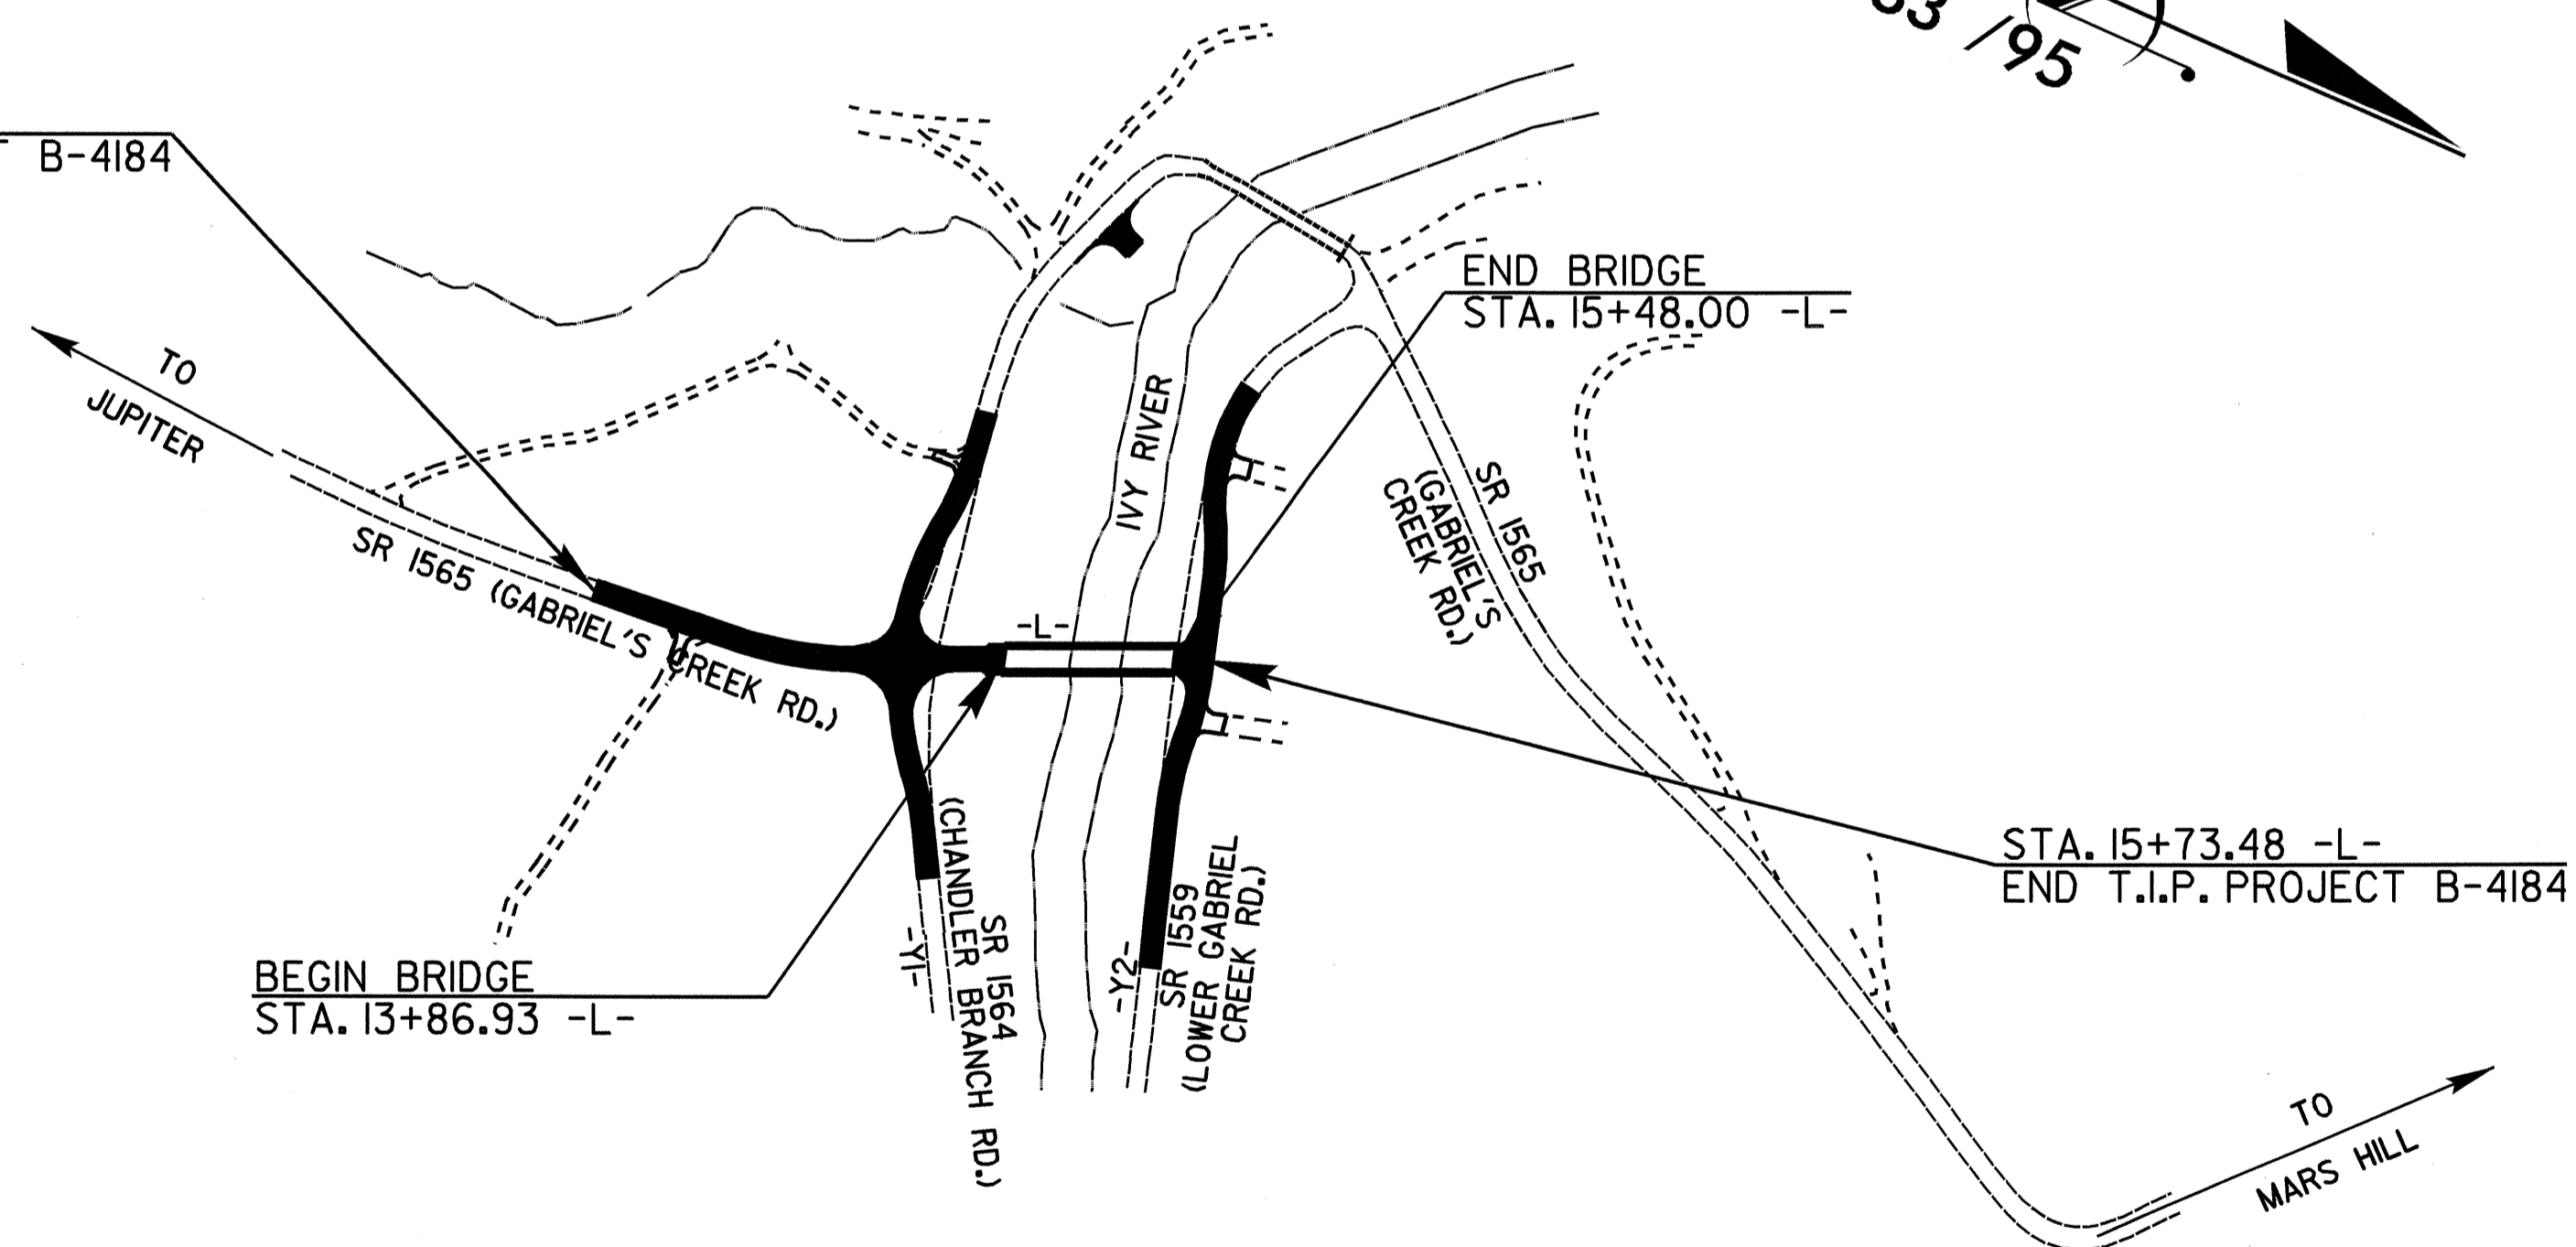 /95
B-4184
TO
JUPITER
END BRIDGE
STA. 15+48.00 -L-
IVY RIVER
SR 1565
(GABRIEL'S
CREEK RD.)
SR 1565 (GABRIEL'S CREEK RD.)
-L-
STA. 15+73.48 -L-
END T.I.P. PROJECT B-4184
BEGIN BRIDGE
STA. 13+86.93 -L-
-Y1-
SR 1564
(CHANDLER BRANCH RD.)
-Y2-
SR 1559
(LOWER GABRIEL
CREEK RD.)
TO
MARS HILL